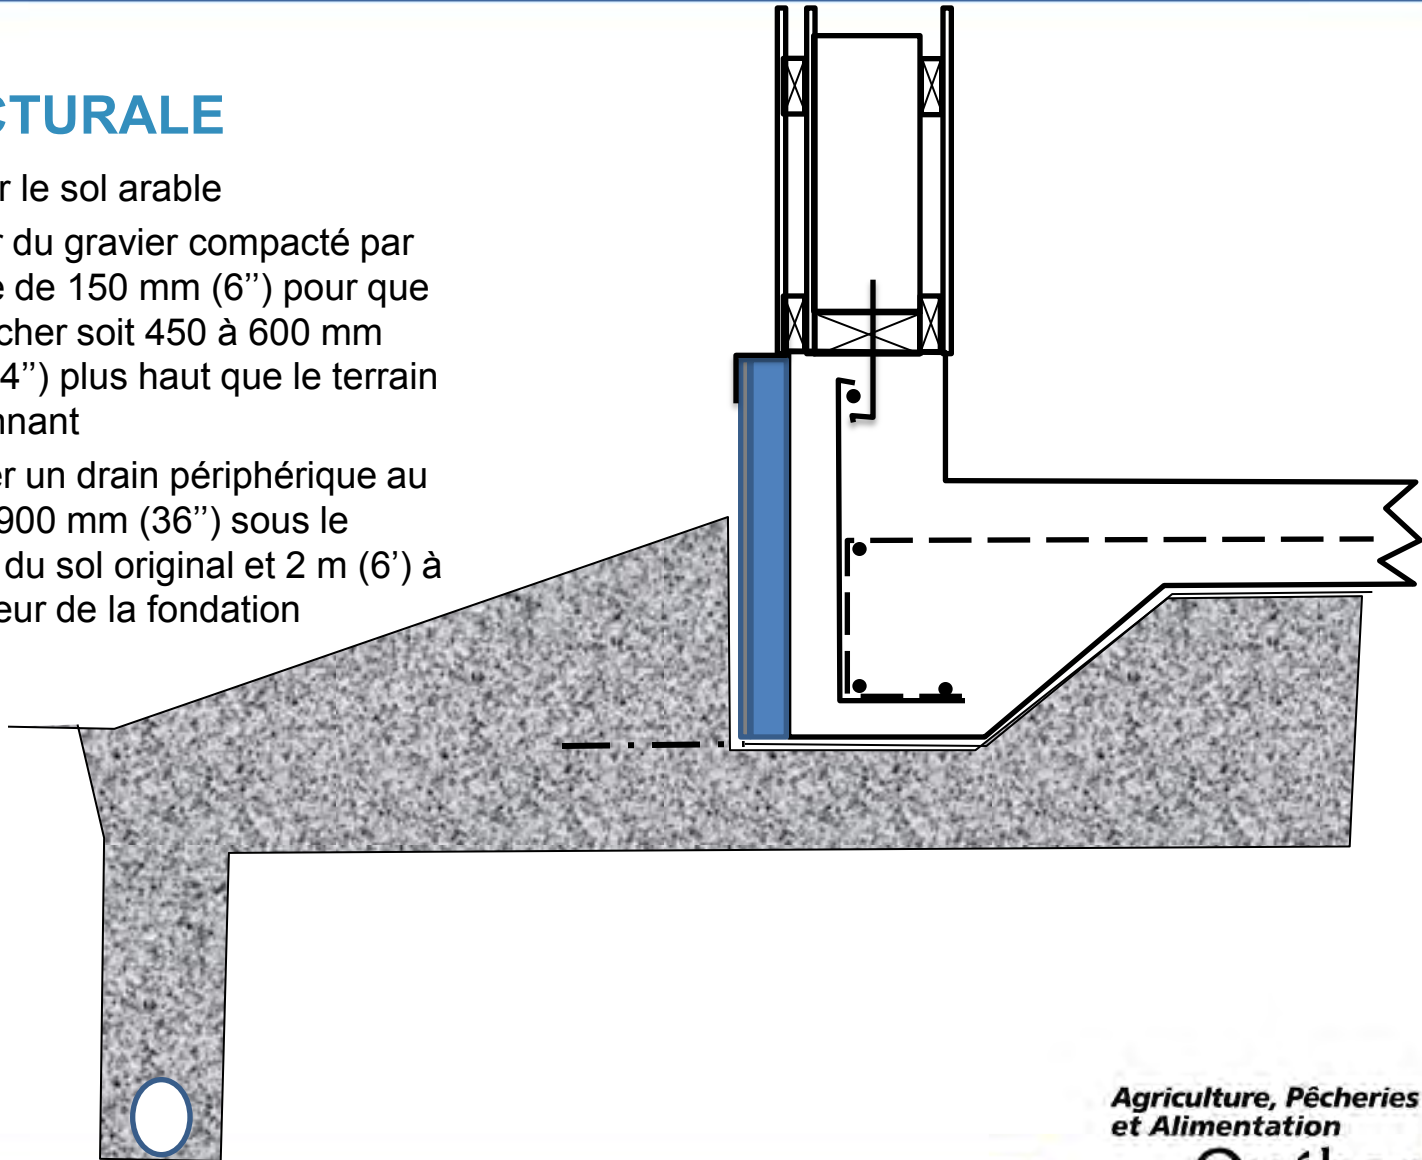 CTURALE
r le sol arable
r du gravier compacté par
e de 150 mm (6’’) pour que
cher soit 450 à 600 mm
4’’) plus haut que le terrain
nnant
er un drain périphérique au
900 mm (36’’) sous le
du sol original et 2 m (6’) à
eur de la fondation
Agriculture, Pêcheries
et Alimentation